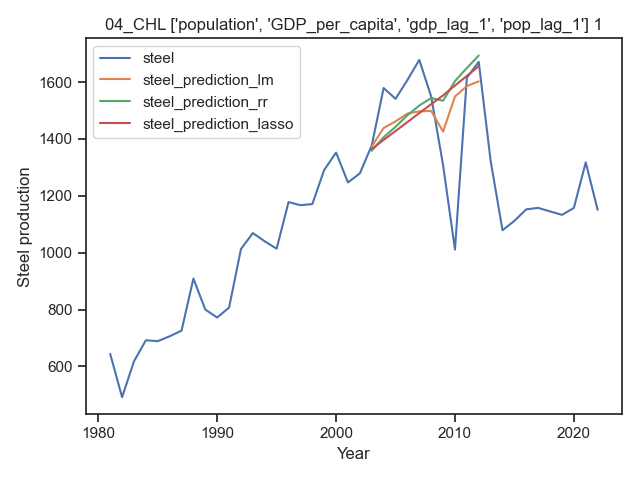 04_CHL ['population', 'GDP_per_capita', 'gdp_lag_1', 'pop_lag_1'] 1
steel
steel_prediction_lm
steel_prediction_rr
steel_prediction_lasso
1600
1400
1200
1000
800
600
Steel production
1980
1990
2000
2010
2020
Year